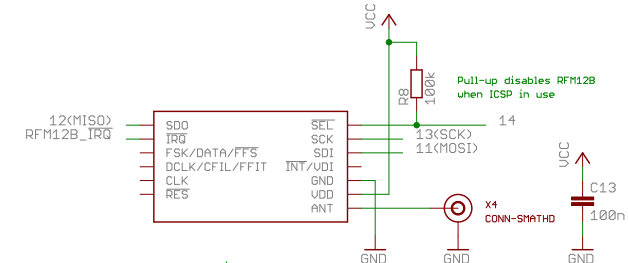 VCC
R8
100k
Pull-up disables RFM12B
when ICSP in use
12(MISO)
RFM12B_IRQ
SDO
IRQ
FSK/DATA/FFS
DCLK/CFIL/FFIT
CLK
RES
SEL
SCK
SDI
INT/VDI
GND
VDD
ANT
14
13(SCK)
11(MOSI)
X4
CONN-SMATHD
GND
GND
VCC
C13
100n
GND